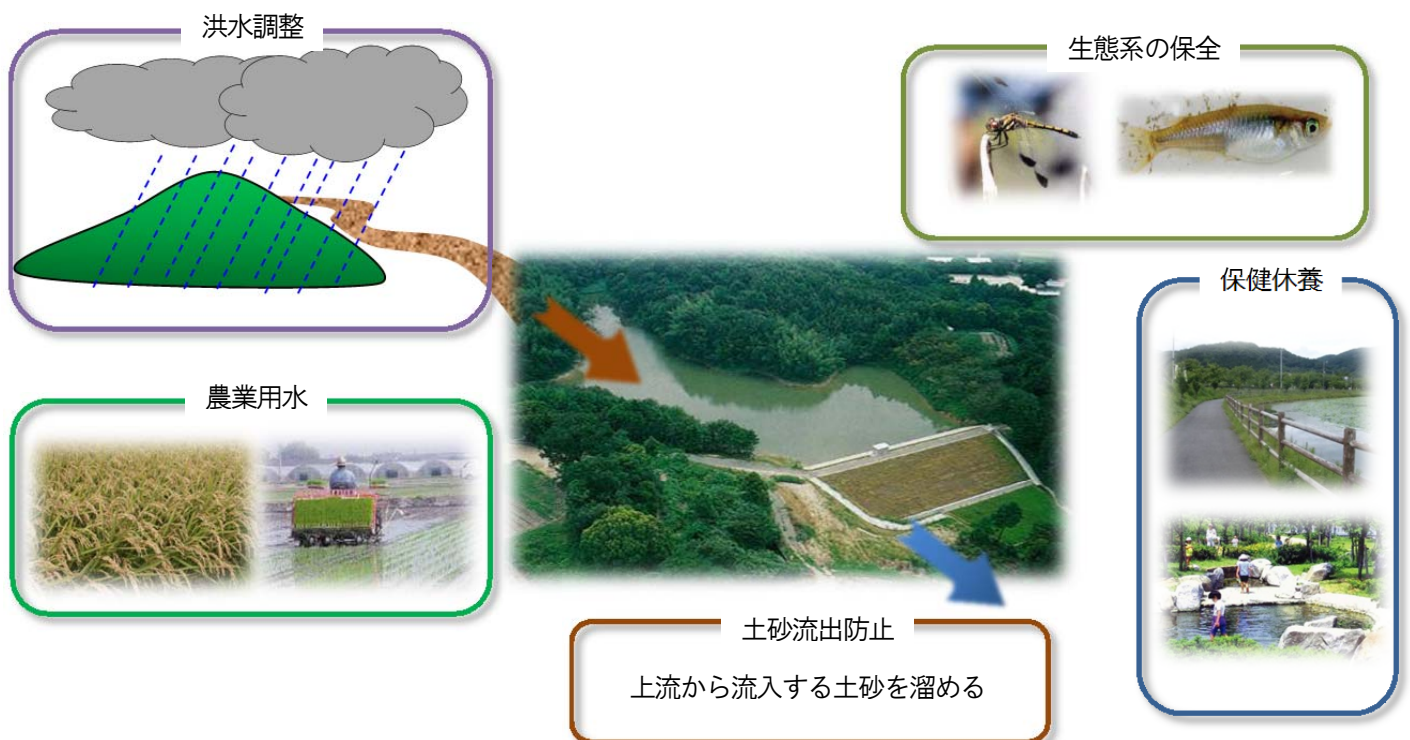 洪水調整
生態系の保全
保健休養
農業用水
土砂流出防止
上流から流入する土砂を溜める